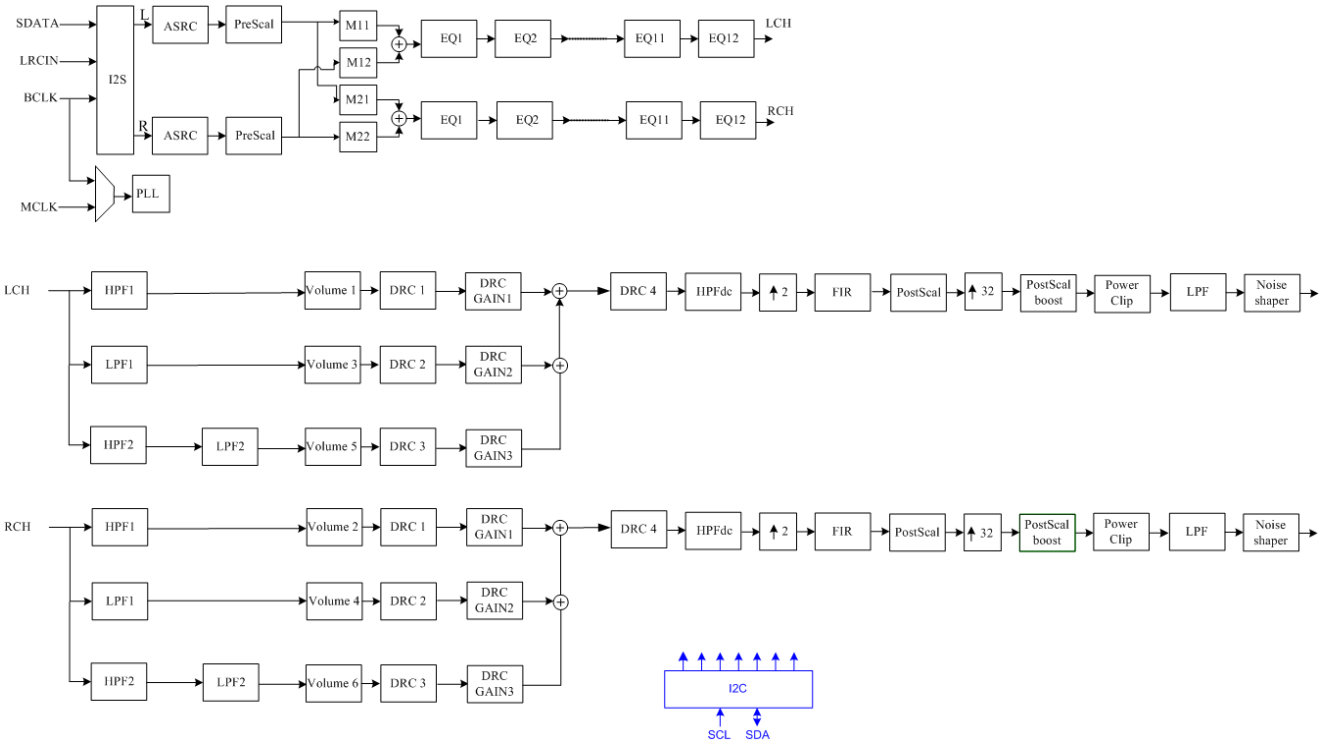 SDATA
LRCIN
BCLK
MCLK
I2S
L
R
ASRC
PreScal
ASRC
PreScal
PLL
M11
M12
M21
M22
EQ1
EQ2
EQ11
EQ12
LCH
EQ1
EQ2
EQ11
EQ12
RCH
LCH
HPF1
Volume 1
DRC 1
DRC
GAIN1
DRC 4
HPFdc
2
FIR
PostScal
32
PostScal
boost
Power
Clip
LPF
Noise
shaper
LPF1
Volume 3
DRC 2
DRC
GAIN2
HPF2
LPF2
Volume 5
DRC 3
DRC
GAIN3
RCH
HPF1
Volume 2
DRC 1
DRC
GAIN1
DRC 4
HPFdc
2
FIR
PostScal
32
PostScal
boost
Power
Clip
LPF
Noise
shaper
LPF1
Volume 4
DRC 2
DRC
GAIN2
HPF2
LPF2
Volume 6
DRC 3
DRC
GAIN3
I2C
SCL
SDA